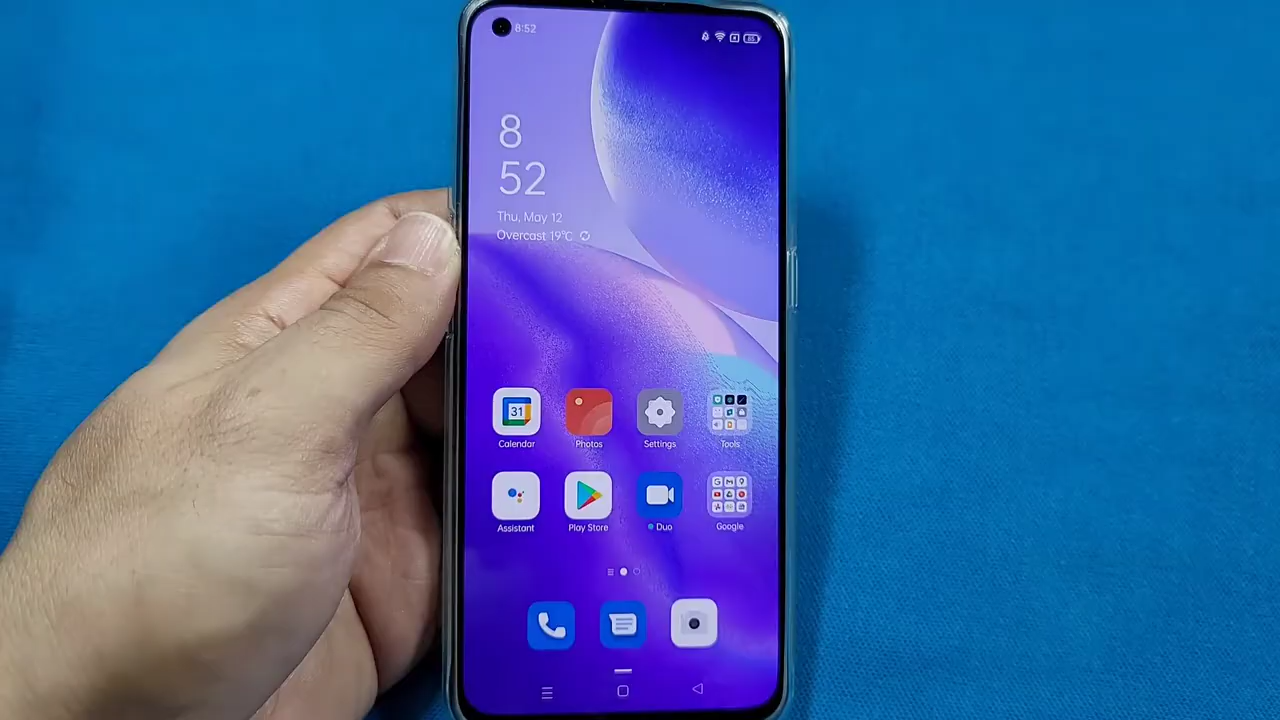 8:52
85
8
52
Thu, May 12
Overcast 19°C
31
Calendar
Photos
Settings
Tools
Assistant
Play Store
Duo
Google